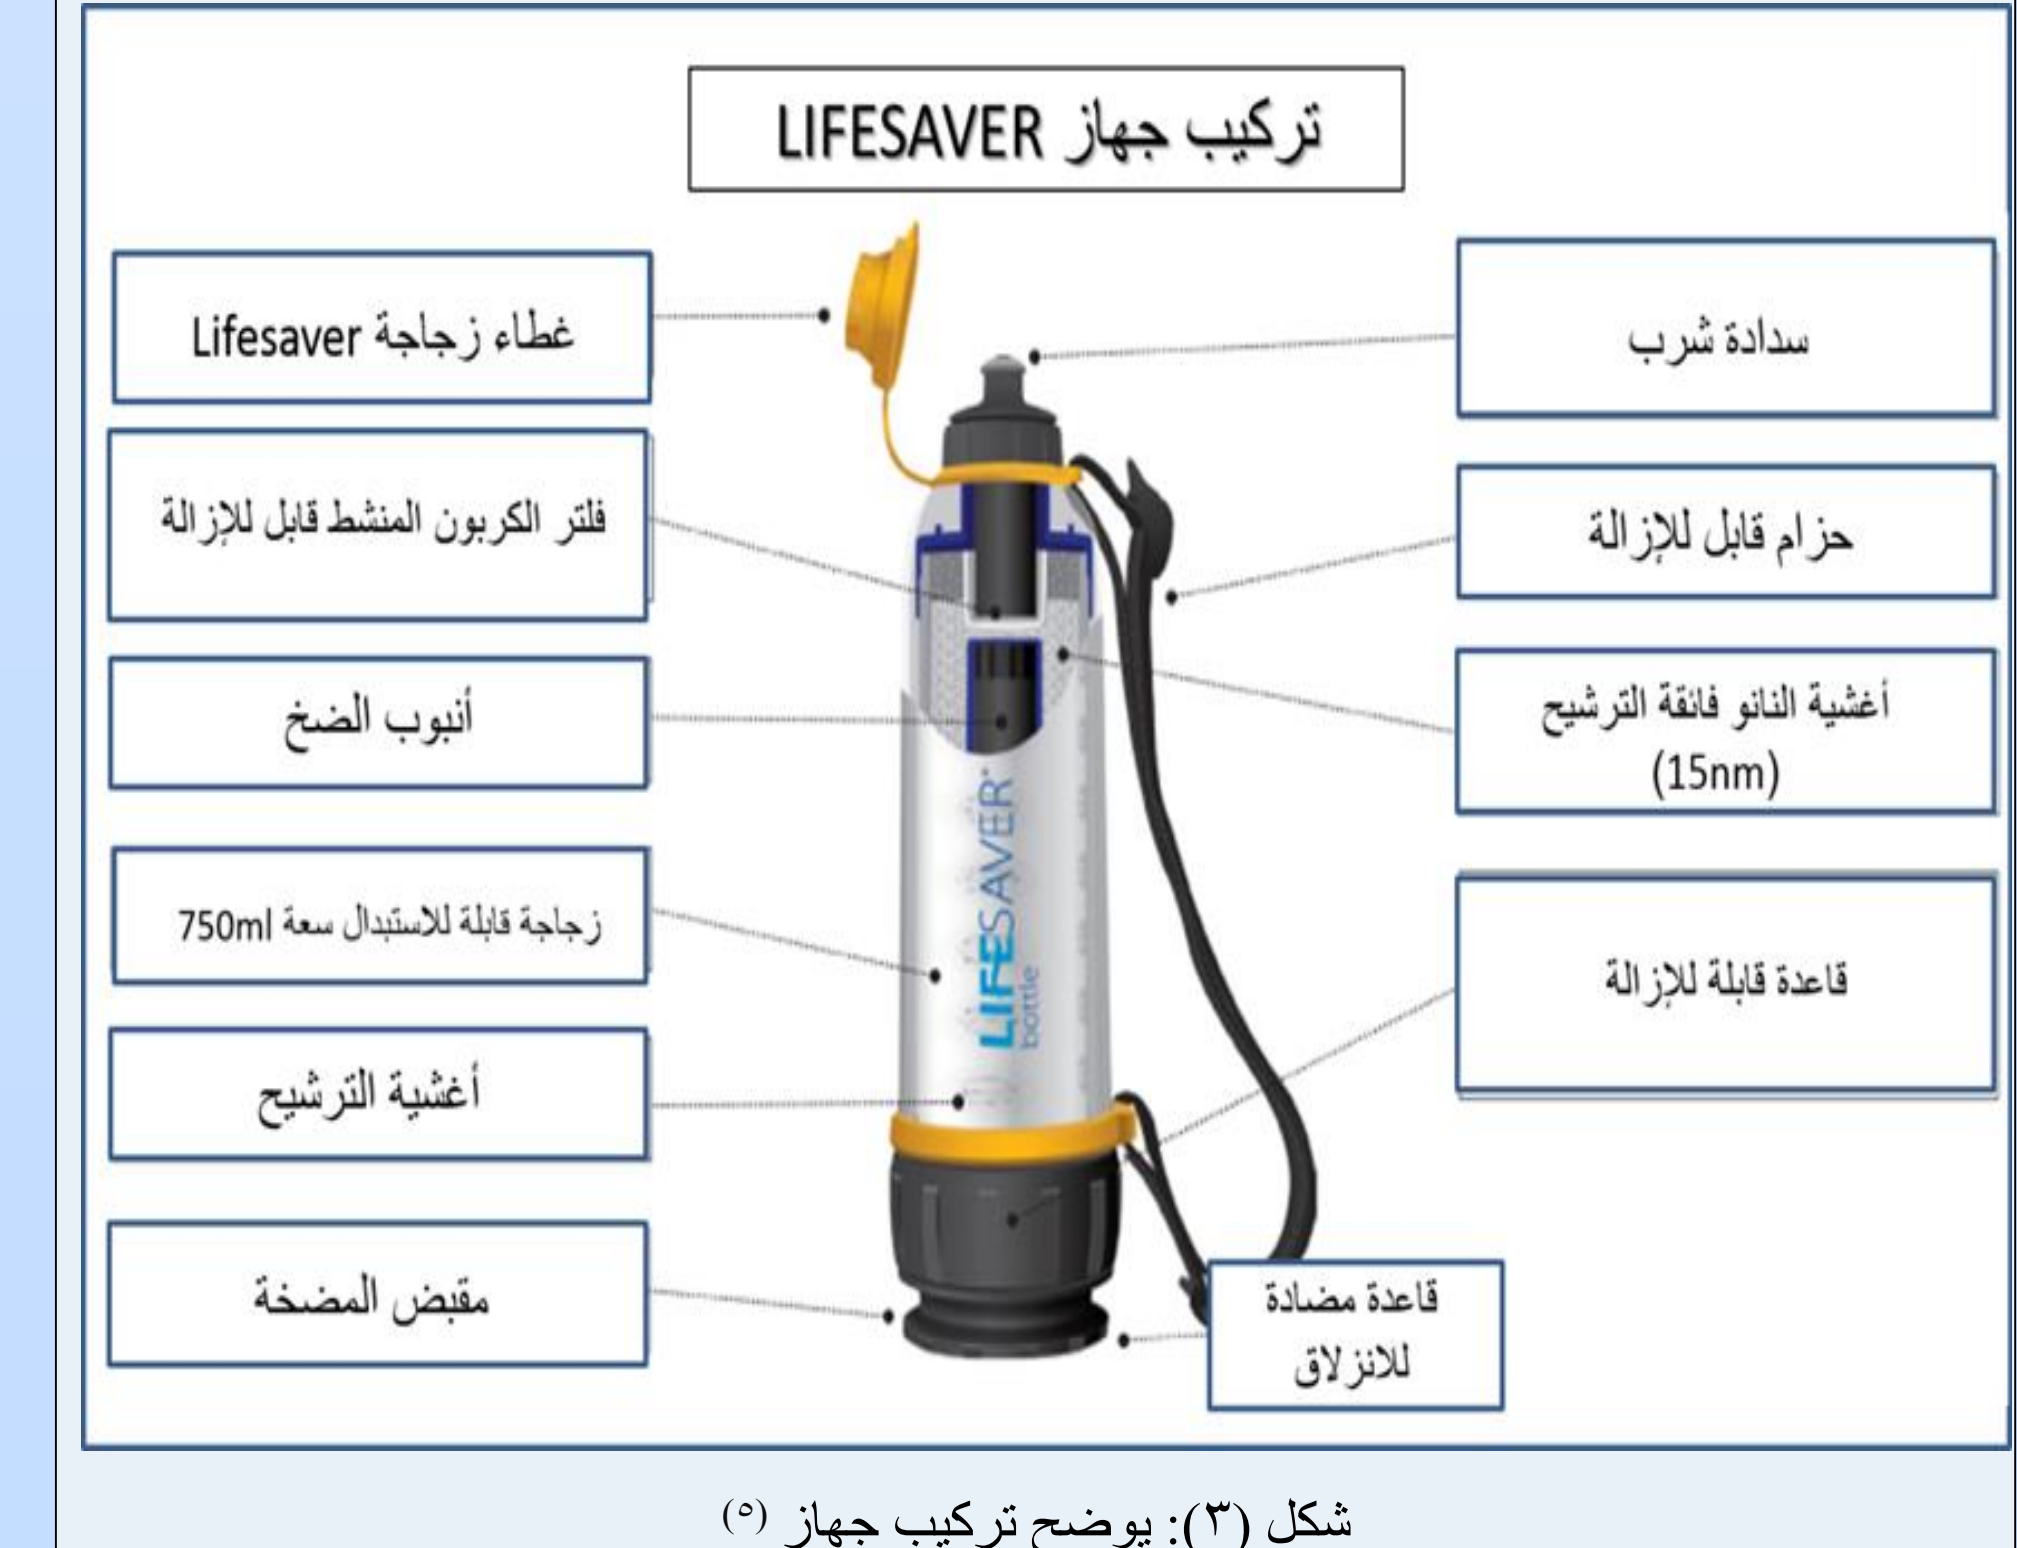 تركيب جهاز LIFESAVER
سدادة شرب
غطاء زجاجة Lifesaver
حزام قابل للإزالة
فلتر الكربون المنشط قابل للإزالة
أغشية النانو فائقة الترشيح
(15nm)
أنبوب الضخ
قاعدة قابلة للإزالة
زجاجة قابلة للاستبدال سعة 750ml
أغشية الترشيح
قاعدة مضادة
للانزلاق
مقبض المضخة
LIFESAVER
bottle
شكل (٣): يوضح تركيب جهاز (٥)